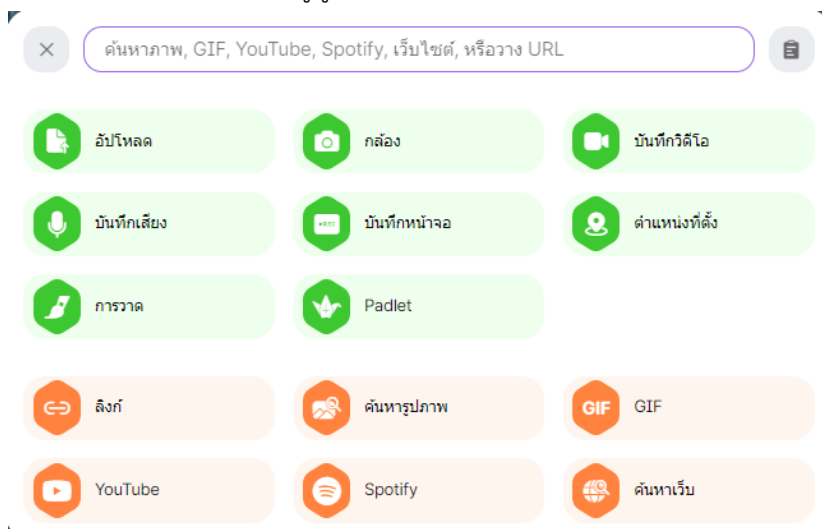 ค้นหาภาพ, GIF, YouTube, Spotify, เว็บไซต์, หรือวาง URL
อัปโหลด
กล้อง
บันทึกวิดีโอ
บันทึกเสียง
บันทึกหน้าจอ
ตำแหน่งที่ตั้ง
การวาด
Padlet
ลิงก์
ค้นหารูปภาพ
GIF GIF
YouTube
Spotify
ค้นหาเว็บ